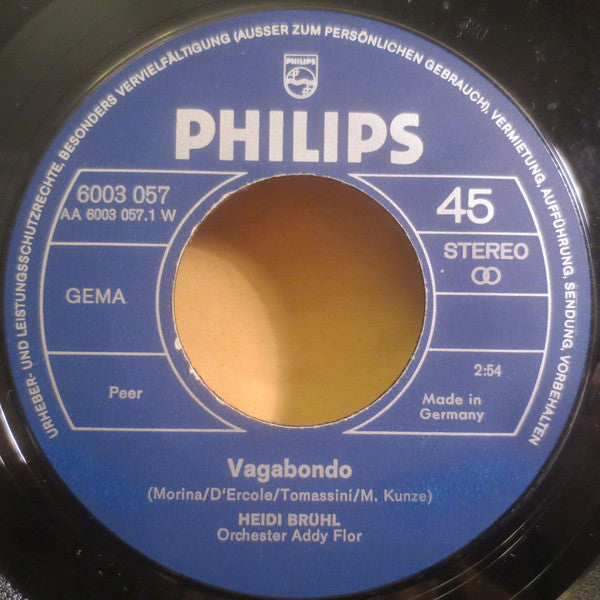 URHEBER- UND LEISTUNGSSCHUTZRECHTE, BESONDERS VERVIELFÄLTIGUNG (AUSSER ZUM PERSÖNLICHEN GEBRAUCH), VERMIETUNG, AUFFÜHRUNG, SENDUNG, VORBEHALTEN
PHILIPS
PHILIPS
6003 057
AA 6003 057.1 W
GEMA
Peer
45
STEREO
2:54
Made in
Germany
Vagabondo
(Morina/D'Ercole/Tomassini/M. Kunze)
HEIDI BRÜHL
Orchester Addy Flor